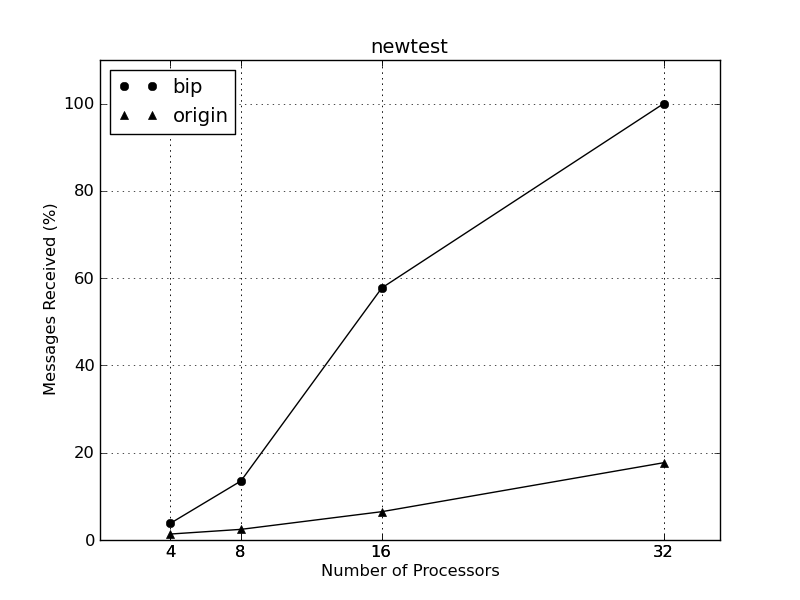 newtest
bip
origin
100
80
60
40
20
0
Messages Received (%)
4 8 16 32
Number of Processors